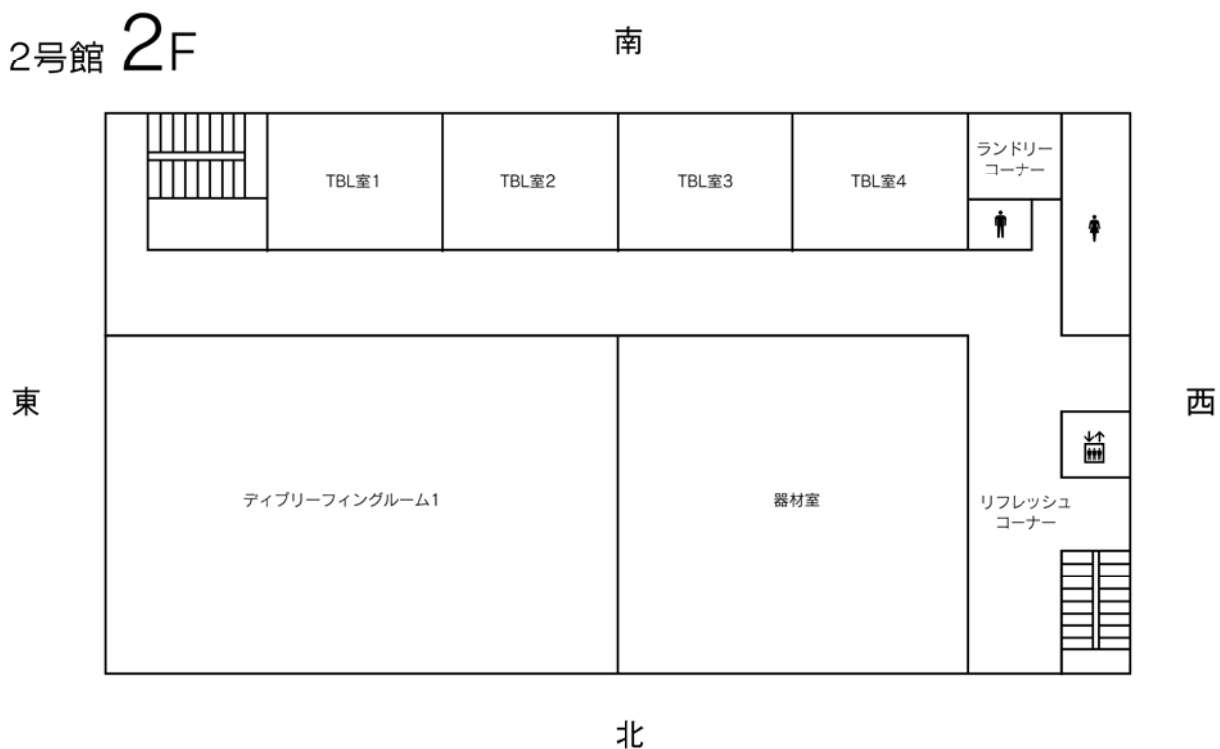 2号館 2F
南
TBL室1
TBL室2
TBL室3
TBL室4
ランドリー
コーナー
東
西
ディブリーフィングルーム1
器材室
リフレッシュ
コーナー
北